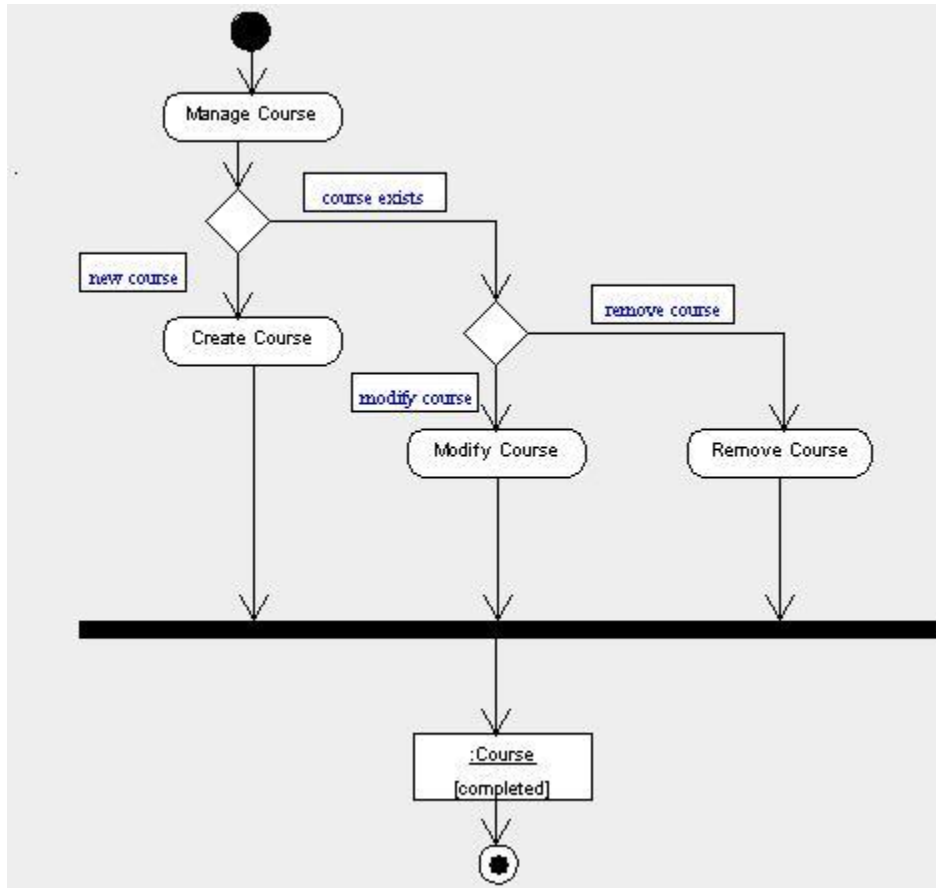 Manage Course
course exists
new course
remove course
Create Course
modify course
Modify Course
Remove Course
:Course
[completed]